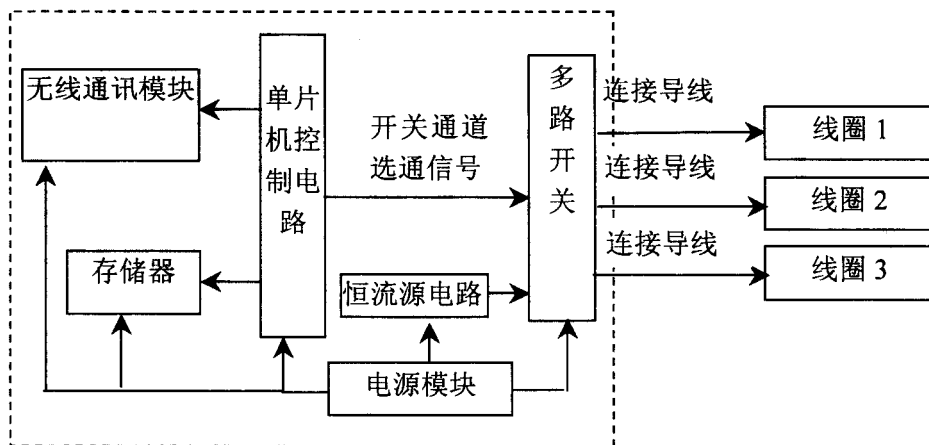 无线通讯模块
单片
机控
制电
路
开关通道
选通信号
多
路
开
关
连接导线
线圈 1
连接导线
线圈 2
连接导线
线圈 3
存储器
恒流源电路
电源模块